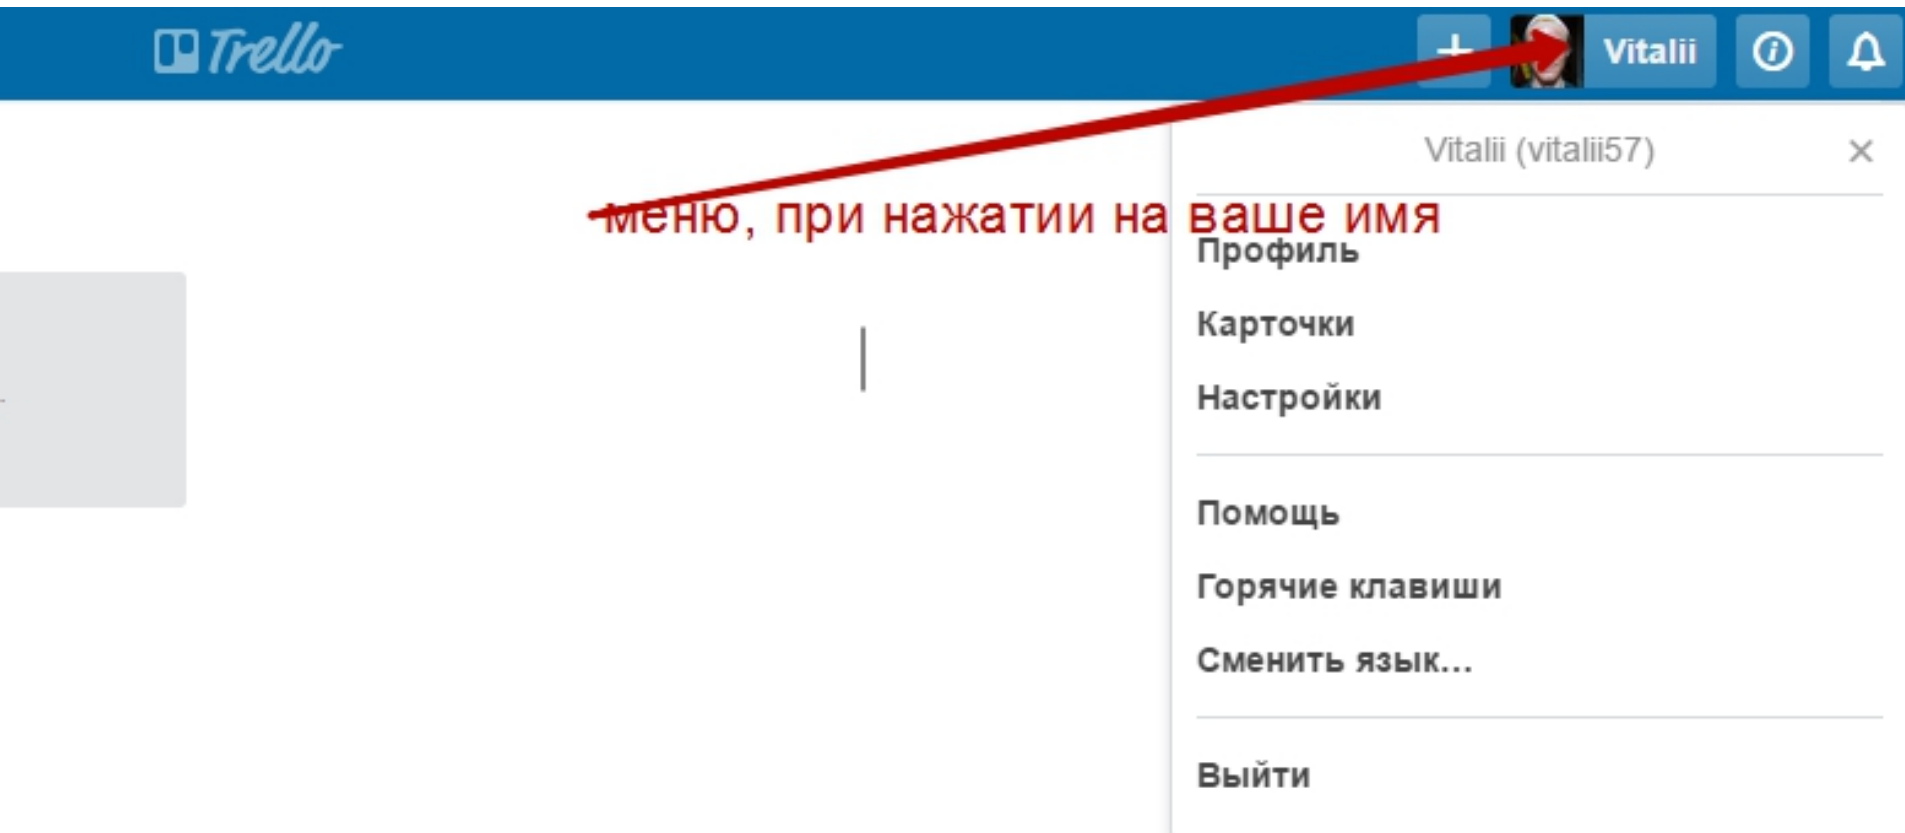 Trello
Vitalii
Vitalii (vitalii57)
меню, при нажатии на ваше имя
Профиль
Карточки
Настройки
Помощь
Горячие клавиши
Сменить язык...
Выйти